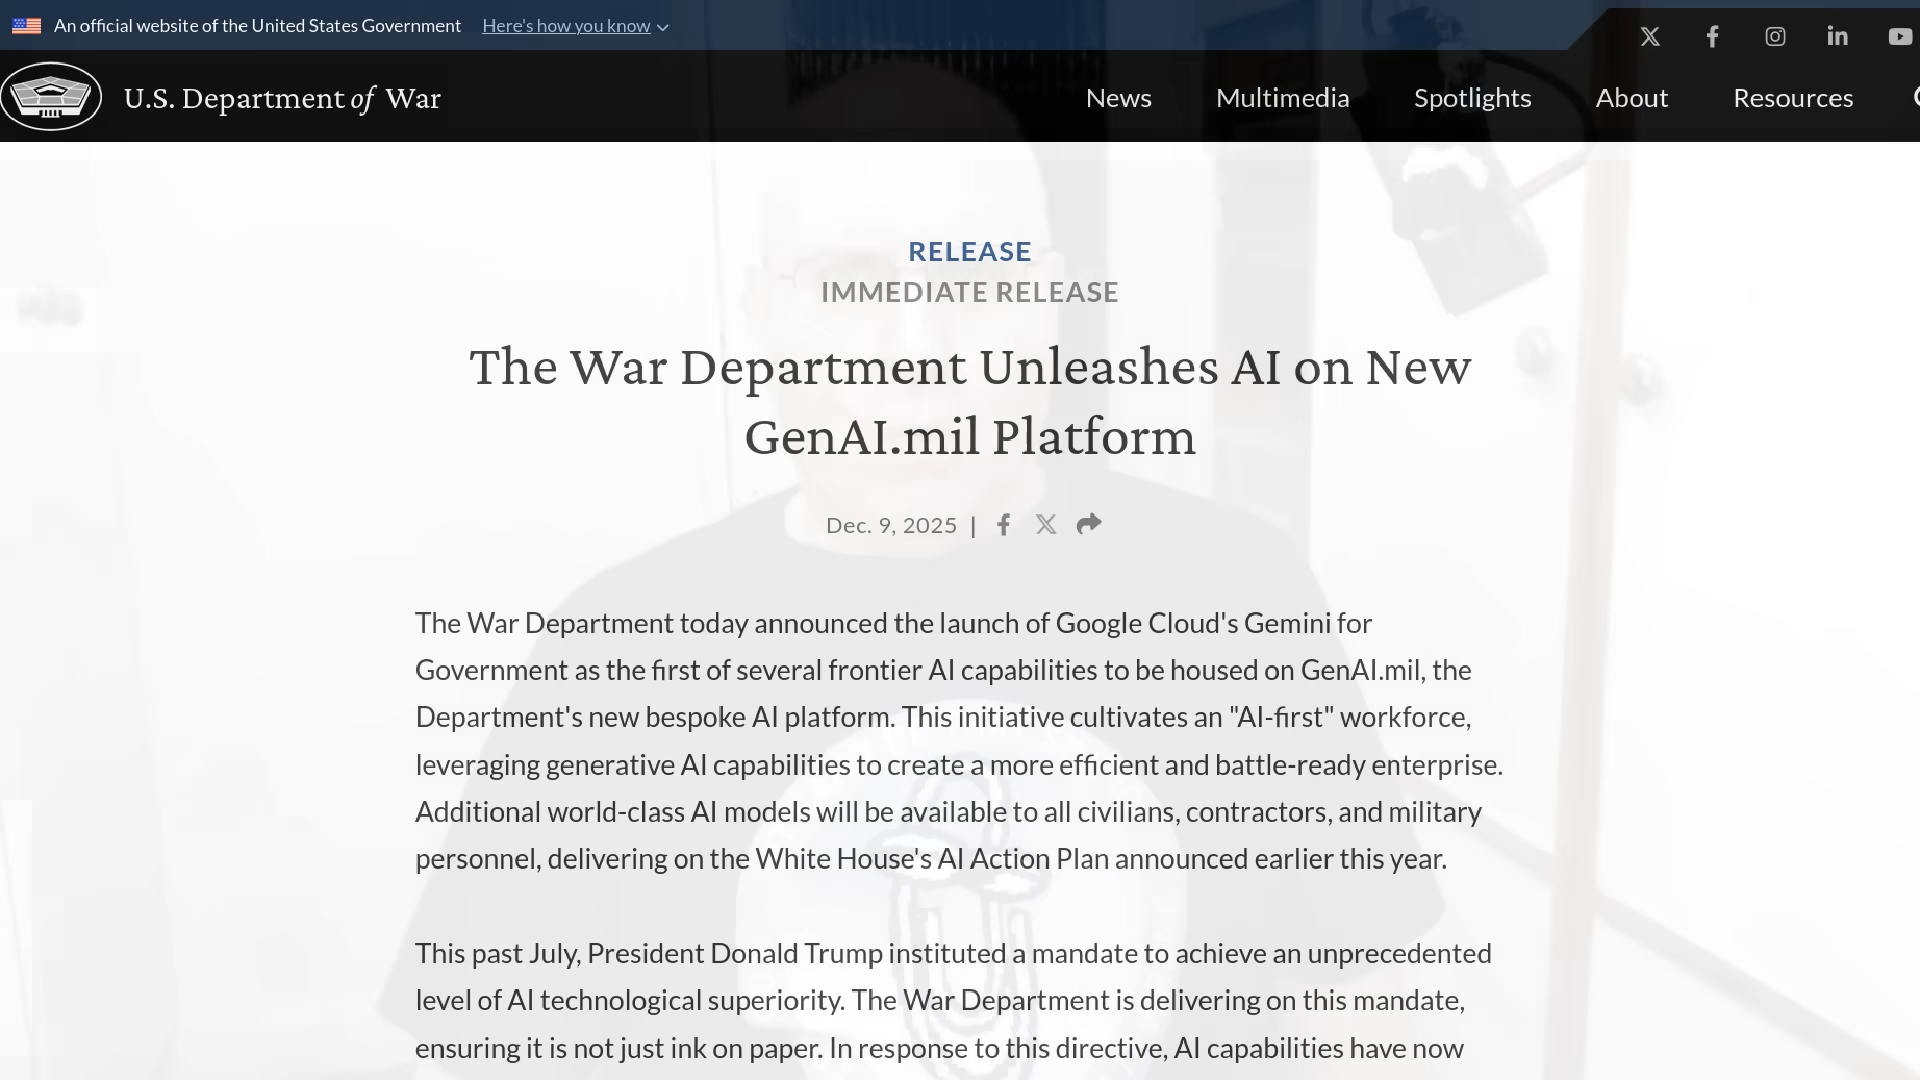 An official website of the United States Government Here's how you know
U.S. Department of War
News Multimedia Spotlights About Resources
RELEASE
IMMEDIATE RELEASE
The War Department Unleashes AI on New
GenAI.mil Platform
Dec. 9, 2025 |
The War Department today announced the launch of Google Cloud's Gemini for
Government as the first of several frontier AI capabilities to be housed on GenAI.mil, the
Department's new bespoke AI platform. This initiative cultivates an "AI-first" workforce,
leveraging generative AI capabilities to create a more efficient and battle-ready enterprise.
Additional world-class AI models will be available to all civilians, contractors, and military
personnel, delivering on the White House's AI Action Plan announced earlier this year.
This past July, President Donald Trump instituted a mandate to achieve an unprecedented
level of AI technological superiority. The War Department is delivering on this mandate,
ensuring it is not just ink on paper. In response to this directive, AI capabilities have now